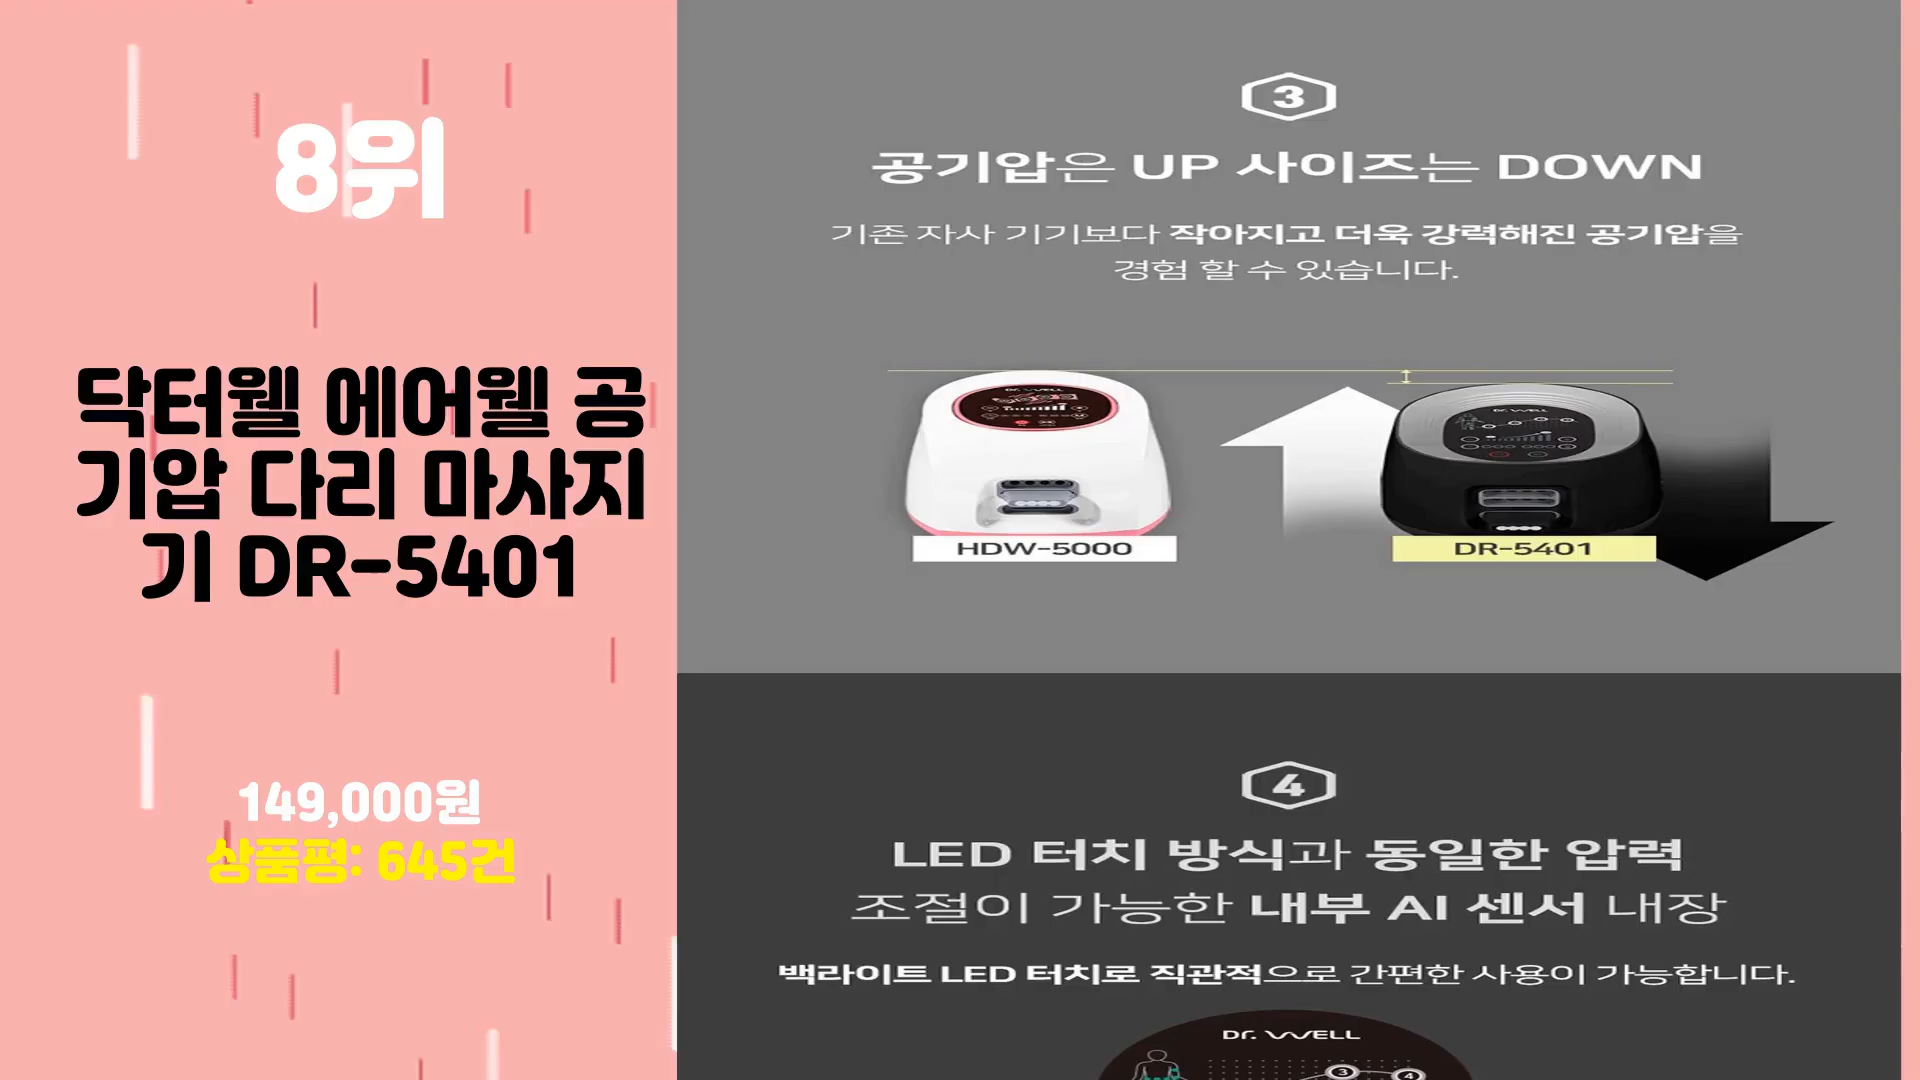 8위
닥터웰 에어웰 공
기압 다리 마사지
기 DR-5401
149,000원
상품평: 645건
3
공기압은 UP 사이즈는 DOWN
기존 자사 기기보다 작아지고 더욱 강력해진 공기압을
경험 할 수 있습니다.
Dr. WELL
Dr. WELL
HDW-5000
DR-5401
4
LED 터치 방식과 동일한 압력
조절이 가능한 내부 AI 센서 내장
백라이트 LED 터치로 직관적으로 간편한 사용이 가능합니다.
Dr. WELL
3
4